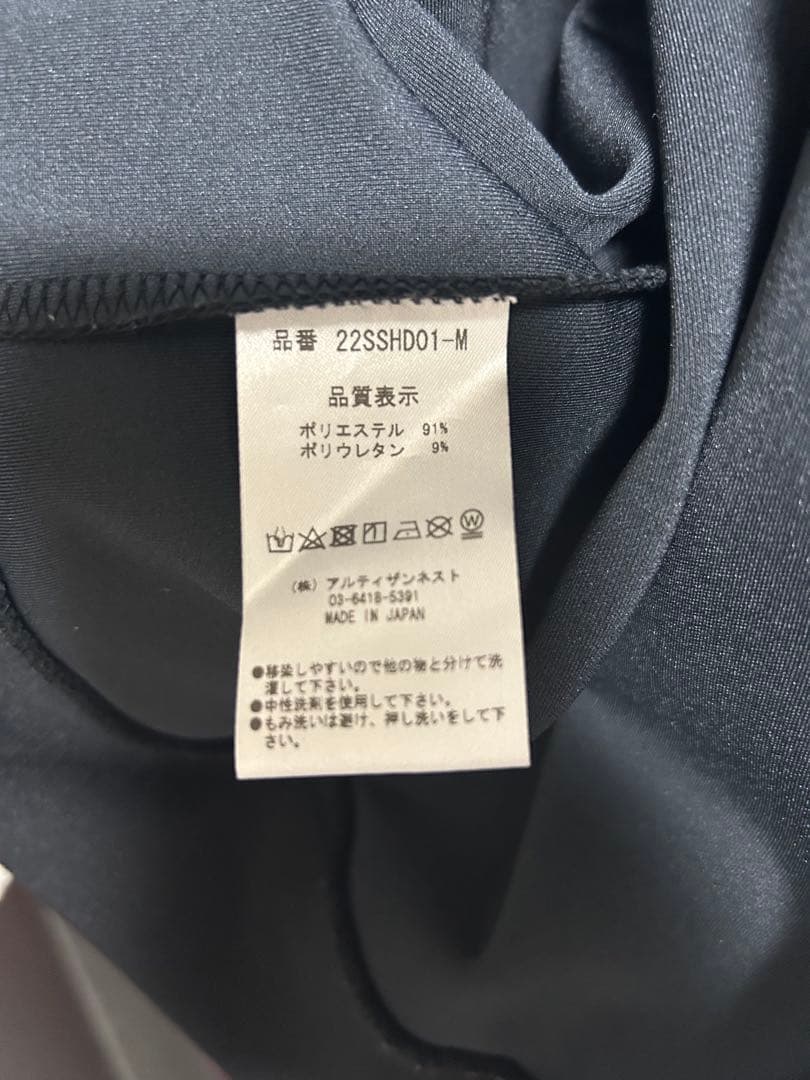 品番 22SSHD01-M
品質表示
ポリエステル 91%
ポリウレタン 9%
W
(株) アルティザンネスト
03-6418-5391
MADE IN JAPAN
●移染しやすいので他の物と分けて洗
濯して下さい。
●中性洗剤を使用して下さい。
●もみ洗いは避け、押し洗いをして下
さい。